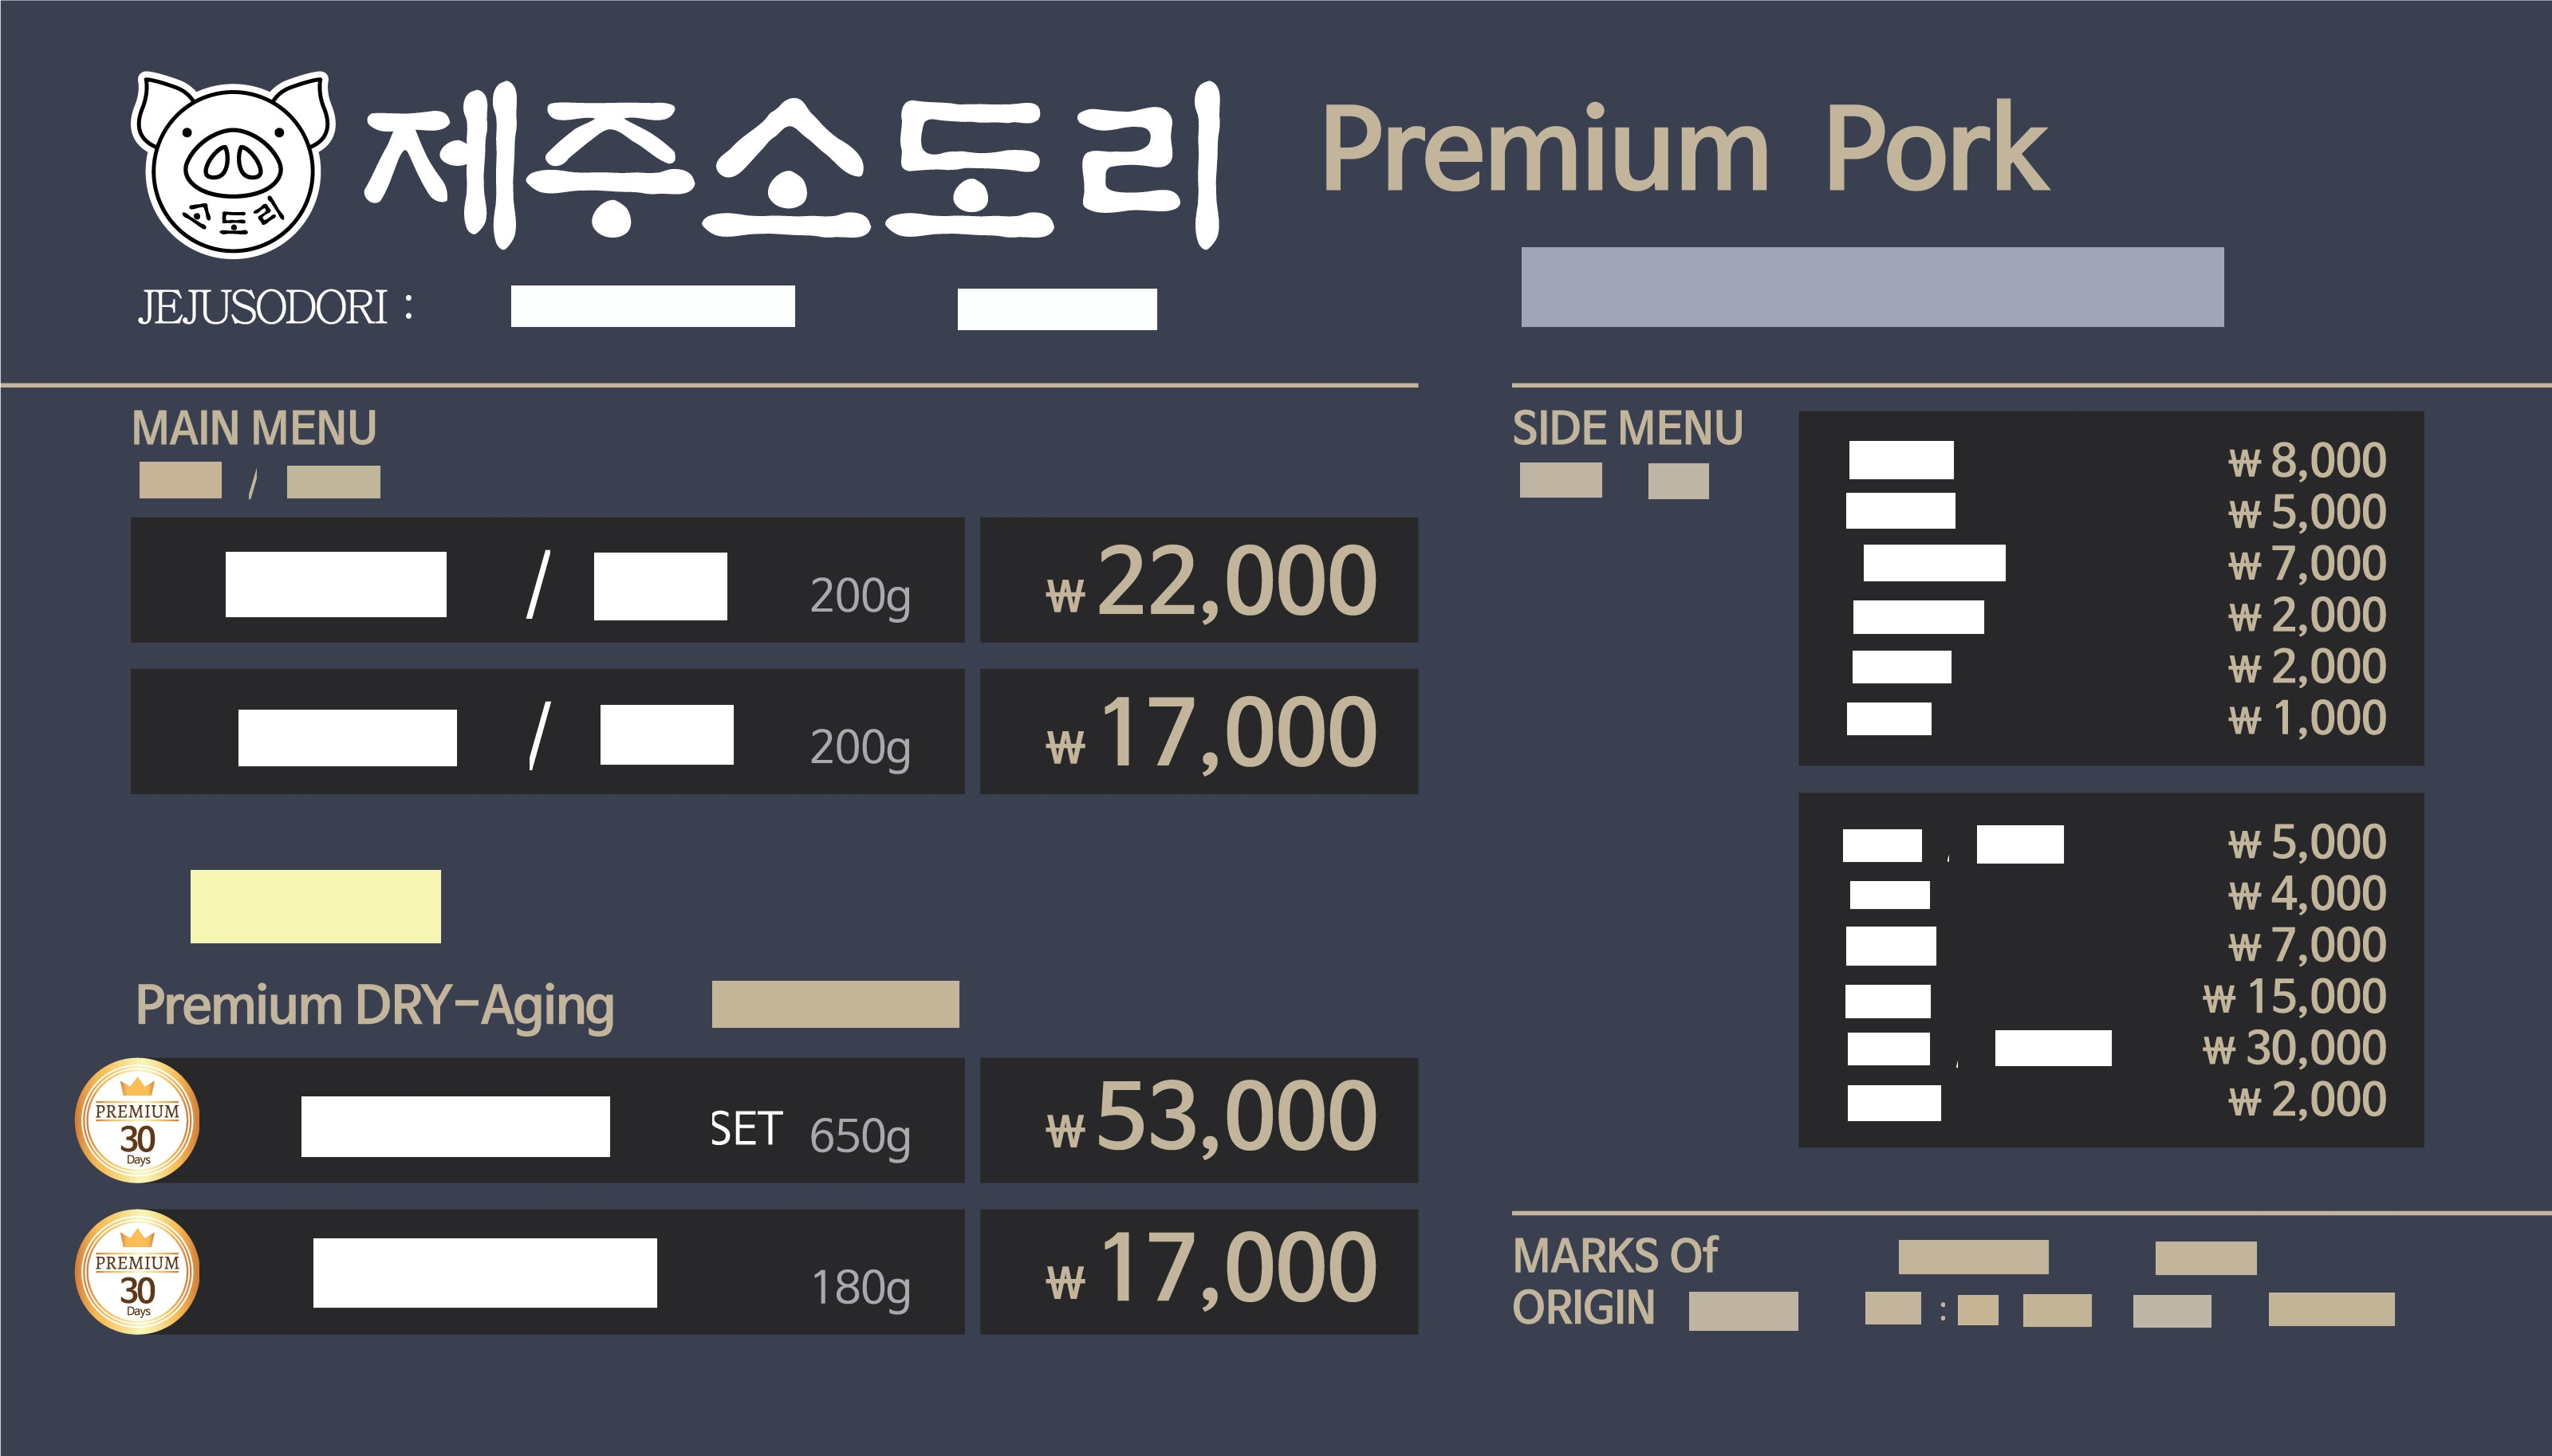 제주소도리 Premium Pork
소도리
JEJUSODORI :
MAIN MENU
/
/ 200g ₩22,000
/ 200g ₩17,000
Premium DRY-Aging
PREMIUM
30
Days
SET 650g ₩53,000
PREMIUM
30
Days
180g ₩17,000
SIDE MENU
₩ 8,000
₩ 5,000
₩ 7,000
₩ 2,000
₩ 2,000
₩ 1,000
, ₩ 5,000
₩ 4,000
₩ 7,000
₩ 15,000
, ₩ 30,000
₩ 2,000
MARKS Of
ORIGIN :